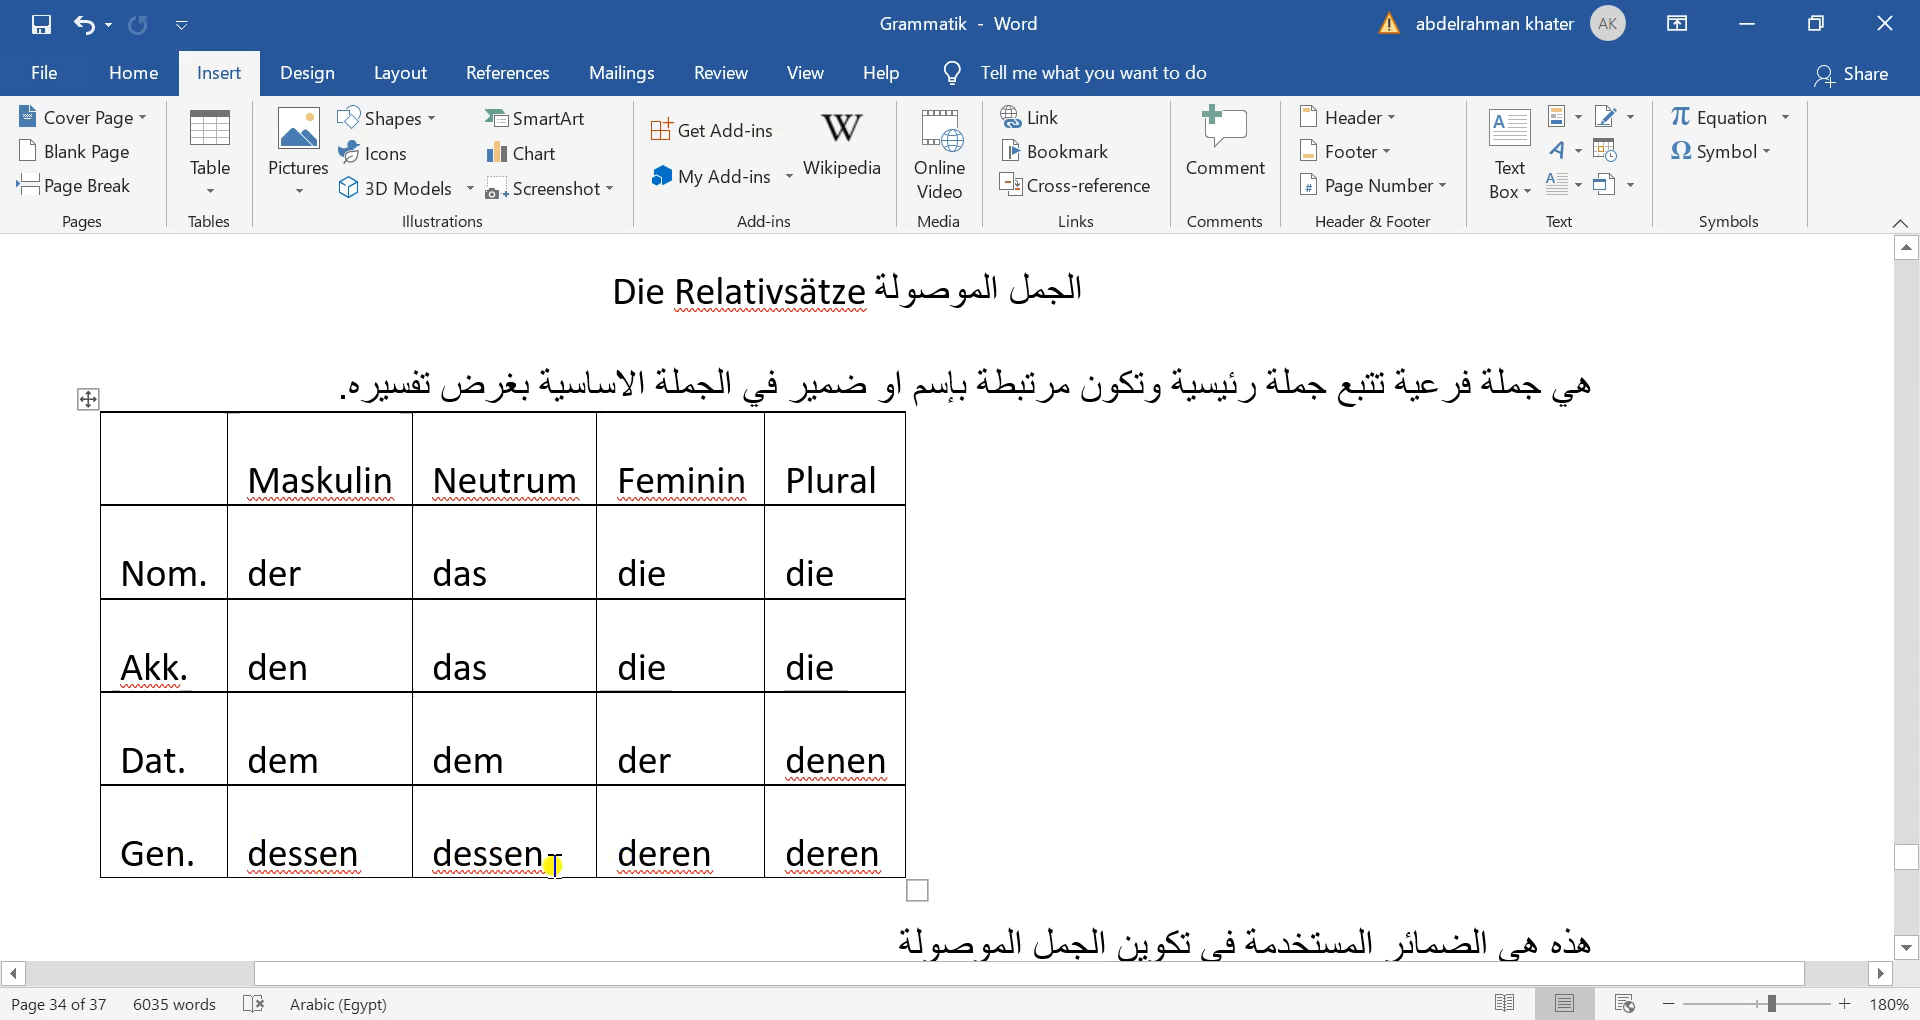 Grammatik - Word
abdelrahman khater AK
File Home Insert Design Layout References Mailings Review View Help Tell me what you want to do Share
Cover Page
Blank Page
Page Break
Pages
Table
Tables
Pictures
Shapes
Icons
3D Models
SmartArt
Chart
Screenshot
Illustrations
Get Add-ins
My Add-ins
W
Wikipedia
Add-ins
Online
Video
Media
Link
Bookmark
Cross-reference
Links
Comment
Comments
Header
Footer
# Page Number
Header & Footer
A
Text
Box
A
A
Text
π Equation
Ω Symbol
Symbols
Die Relativsätze الجمل الموصولة
هي جملة فرعية تتبع جملة رئيسية وتكون مرتبطة بإسم او ضمير في الجملة الاساسية بغرض تفسيره.
Maskulin Neutrum Feminin Plural
Nom. der das die die
Akk. den das die die
Dat. dem dem der denen
Gen. dessen dessen deren deren
هذه هي الضمائر المستخدمة في تكوين الجمل الموصولة
Page 34 of 37 6035 words Arabic (Egypt) 180%